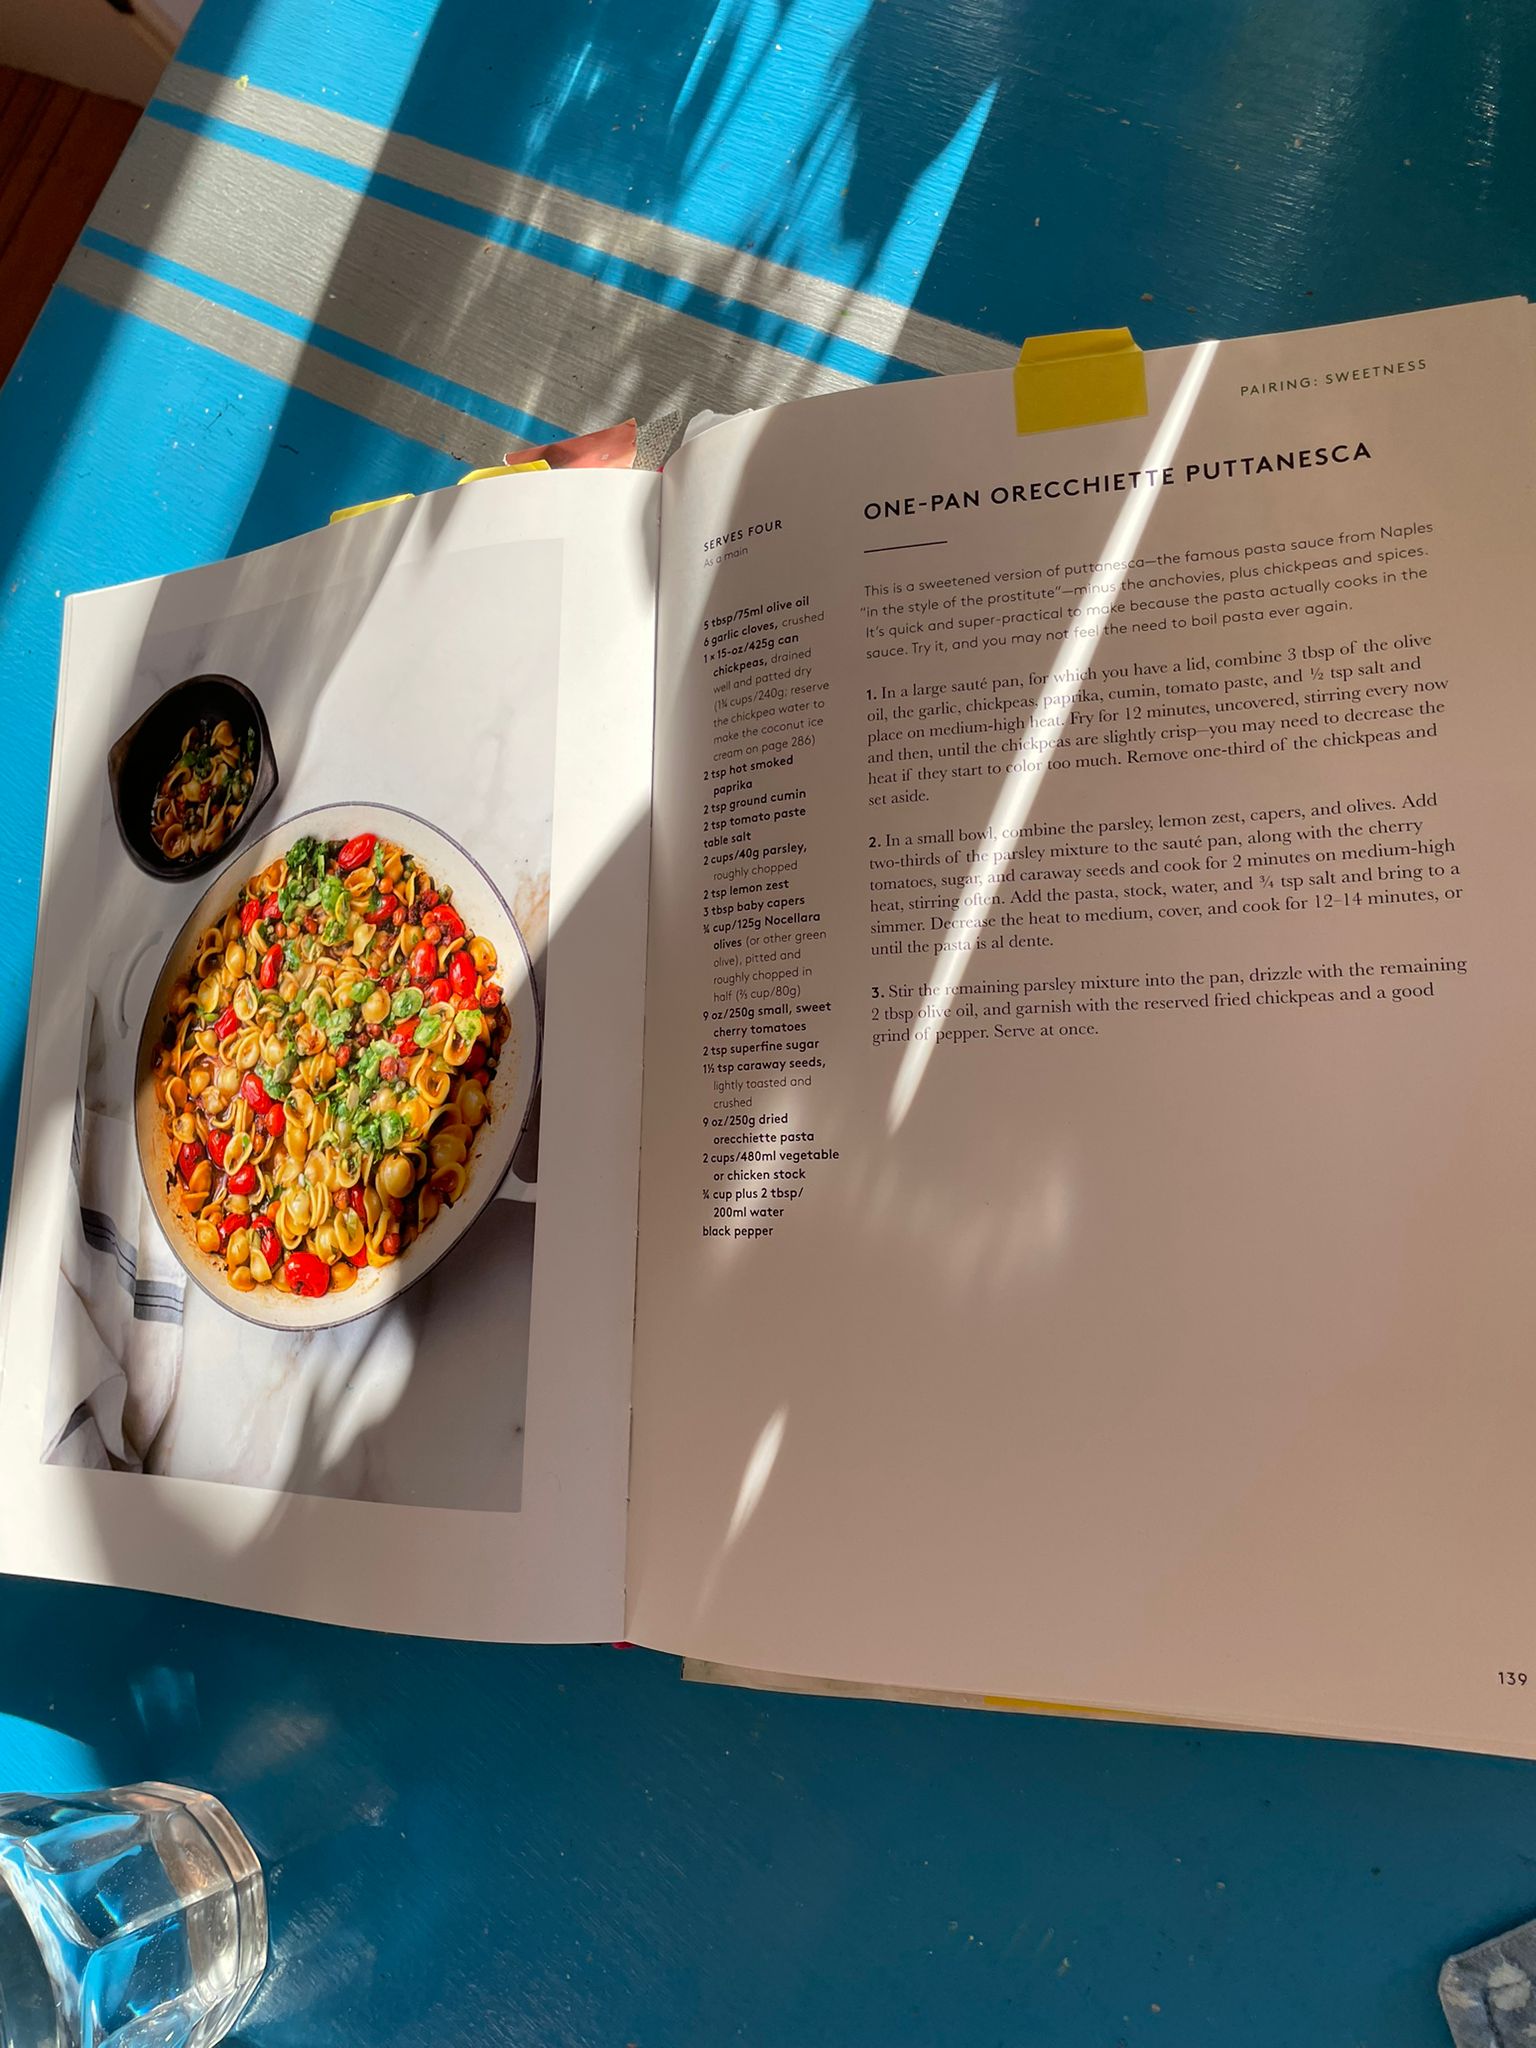 PAIRING: SWEETNESS
ONE-PAN ORECCHIETTE PUTTANESCA
SERVES FOUR
As a main
5 tbsp/75ml olive oil
6 garlic cloves, crushed
1 x 15-oz/425g can
chickpeas, drained
well and patted dry
(1¼ cups/240g; reserve
the chickpea water to
make the coconut ice
cream on page 286)
2 tsp hot smoked
paprika
2 tsp ground cumin
2 tsp tomato paste
table salt
2 cups/40g parsley,
roughly chopped
2 tsp lemon zest
3 tbsp baby capers
¾ cup/125g Nocellara
olives (or other green
olive), pitted and
roughly chopped in
half (⅔ cup/80g)
9 oz/250g small, sweet
cherry tomatoes
2 tsp superfine sugar
1½ tsp caraway seeds,
lightly toasted and
crushed
9 oz/250g dried
orecchiette pasta
2 cups/480ml vegetable
or chicken stock
¾ cup plus 2 tbsp/
200ml water
black pepper
This is a sweetened version of puttanesca—the famous pasta sauce from Naples
"in the style of the prostitute"—minus the anchovies, plus chickpeas and spices.
It's quick and super-practical to make because the pasta actually cooks in the
sauce. Try it, and you may not feel the need to boil pasta ever again.
1. In a large sauté pan, for which you have a lid, combine 3 tbsp of the olive
oil, the garlic, chickpeas, paprika, cumin, tomato paste, and ½ tsp salt and
place on medium-high heat. Fry for 12 minutes, uncovered, stirring every now
and then, until the chickpeas are slightly crisp—you may need to decrease the
heat if they start to color too much. Remove one-third of the chickpeas and
set aside.
2. In a small bowl, combine the parsley, lemon zest, capers, and olives. Add
two-thirds of the parsley mixture to the sauté pan, along with the cherry
tomatoes, sugar, and caraway seeds and cook for 2 minutes on medium-high
heat, stirring often. Add the pasta, stock, water, and ¾ tsp salt and bring to a
simmer. Decrease the heat to medium, cover, and cook for 12–14 minutes, or
until the pasta is al dente.
3. Stir the remaining parsley mixture into the pan, drizzle with the remaining
2 tbsp olive oil, and garnish with the reserved fried chickpeas and a good
grind of pepper. Serve at once.
139